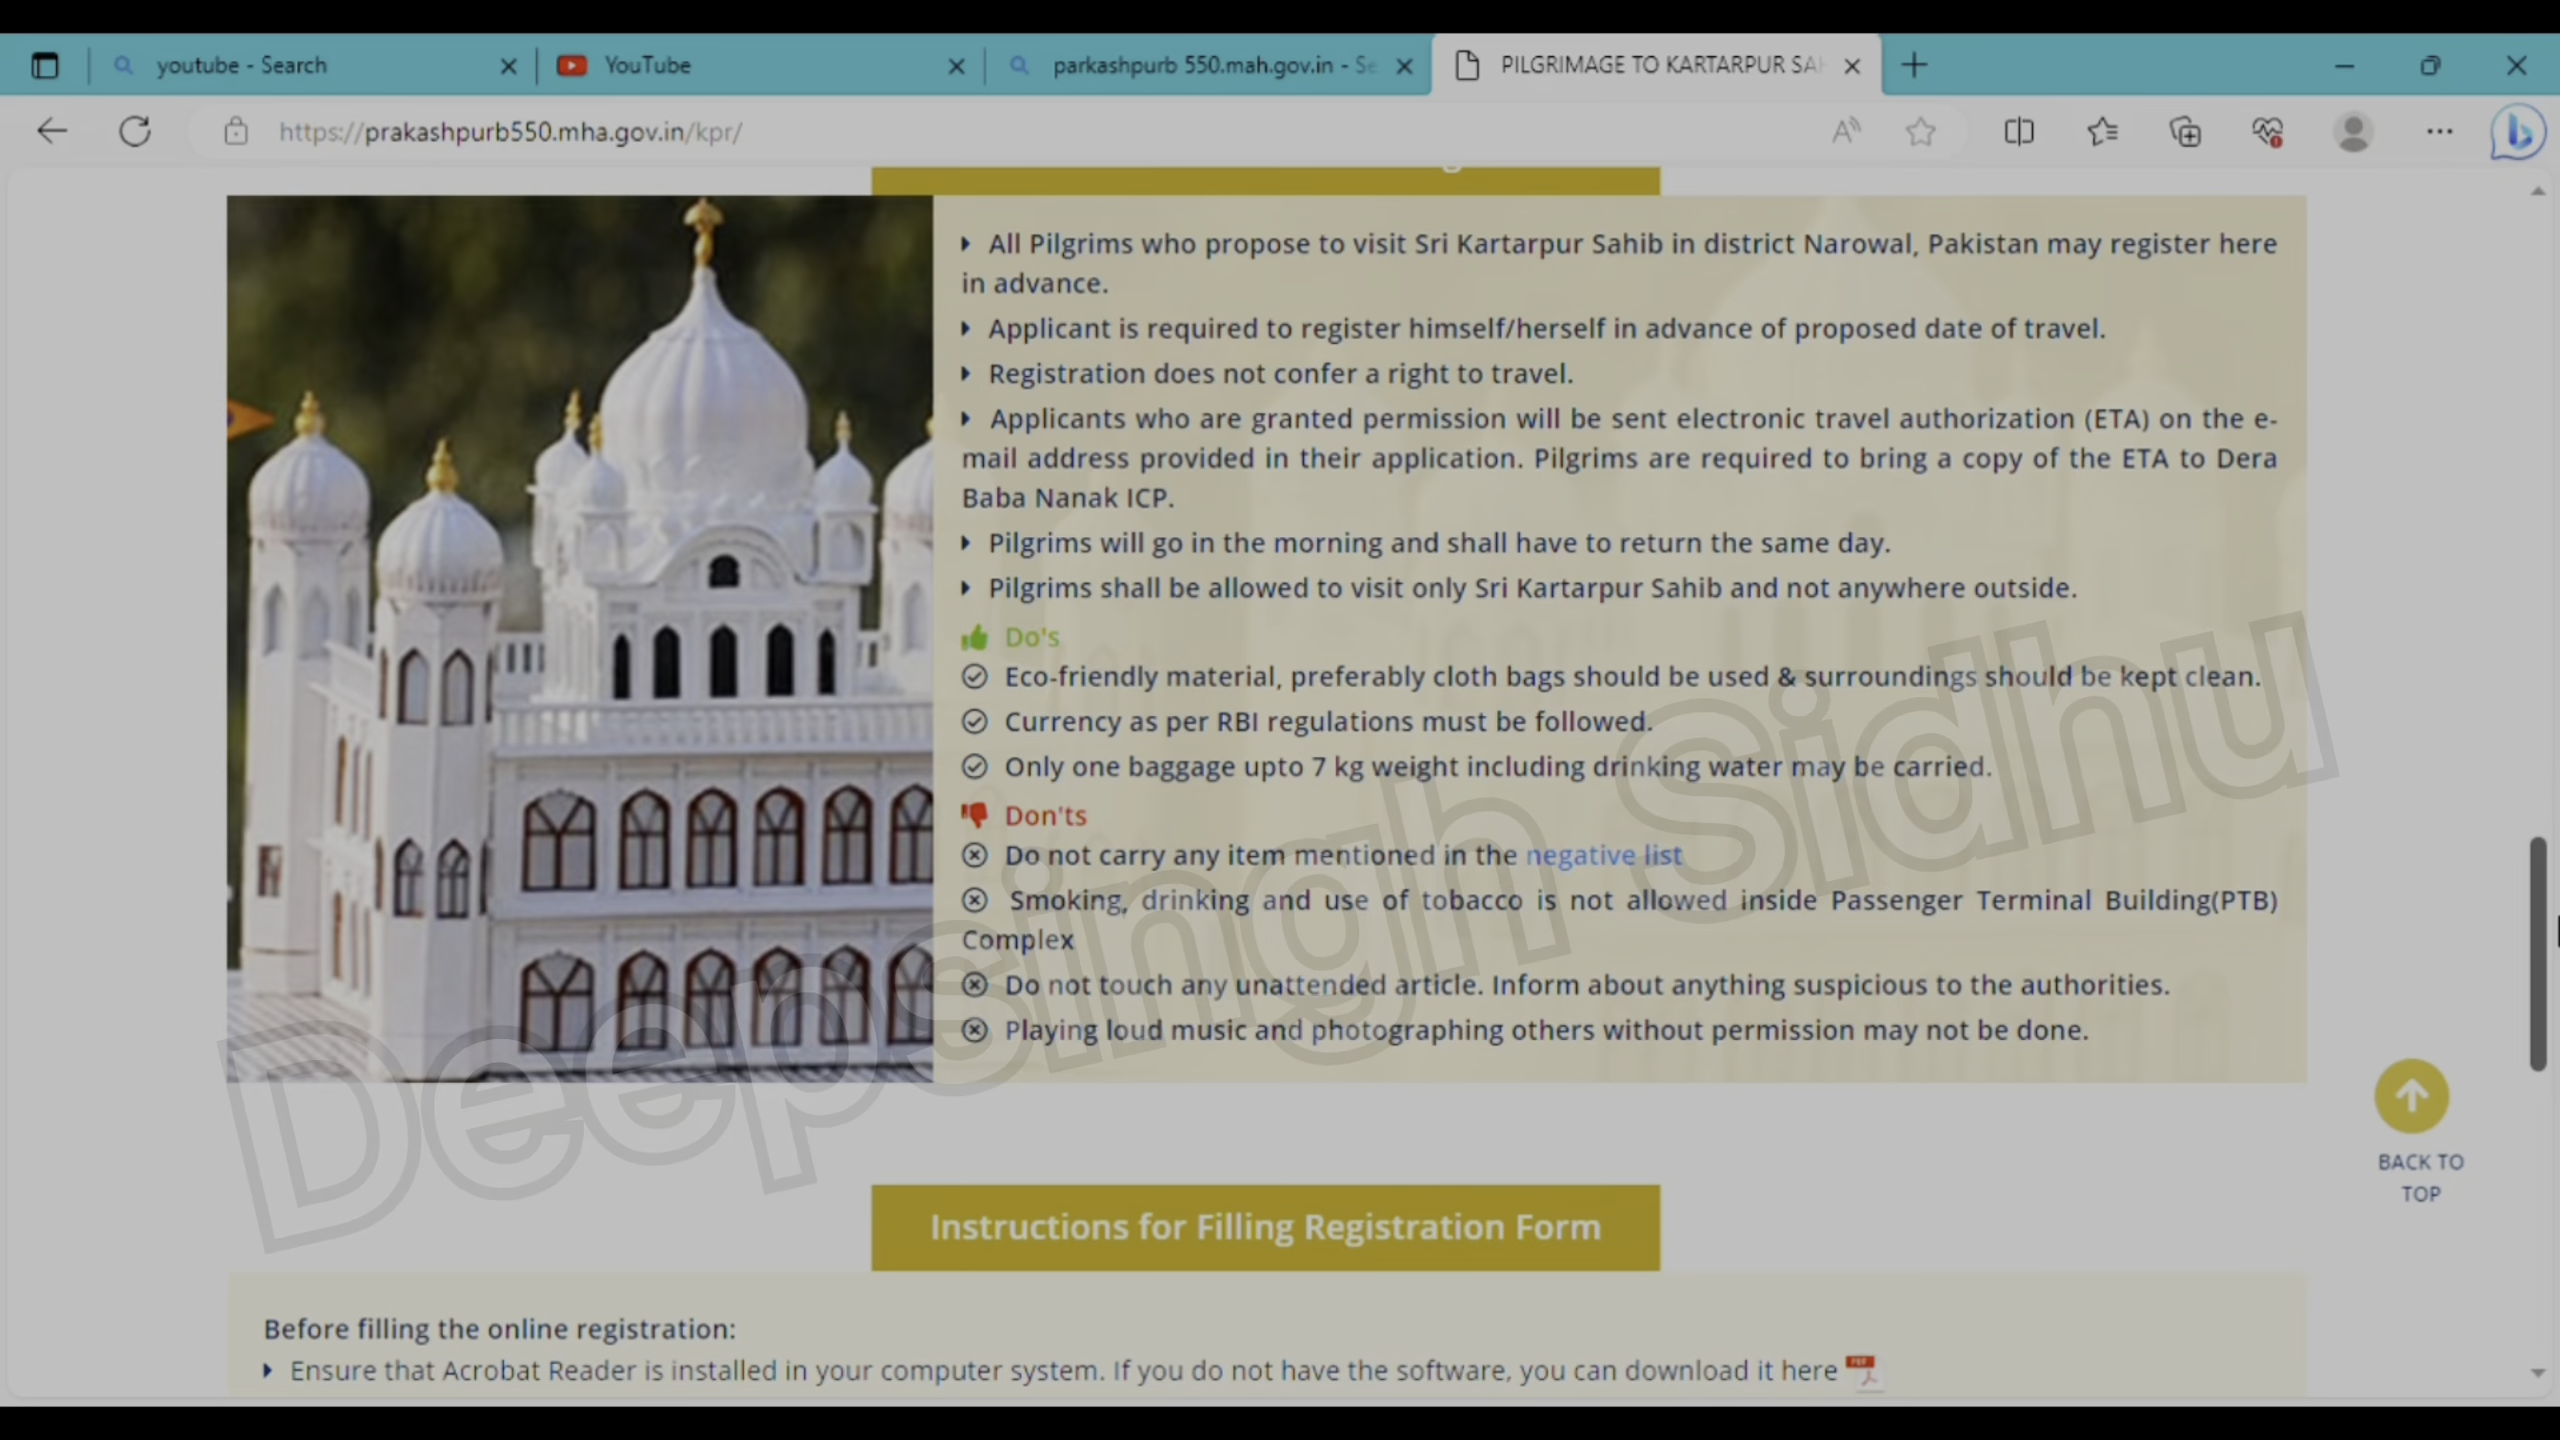 youtube - Search
YouTube
parkashpurb 550.mah.gov.in - Se
PILGRIMAGE TO KARTARPUR SAH
https://prakashpurb550.mha.gov.in/kpr/
All Pilgrims who propose to visit Sri Kartarpur Sahib in district Narowal, Pakistan may register here
in advance.
Applicant is required to register himself/herself in advance of proposed date of travel.
Registration does not confer a right to travel.
Applicants who are granted permission will be sent electronic travel authorization (ETA) on the e-
mail address provided in their application. Pilgrims are required to bring a copy of the ETA to Dera
Baba Nanak ICP.
Pilgrims will go in the morning and shall have to return the same day.
Pilgrims shall be allowed to visit only Sri Kartarpur Sahib and not anywhere outside.
Do's
Eco-friendly material, preferably cloth bags should be used & surroundings should be kept clean.
Currency as per RBI regulations must be followed.
Only one baggage upto 7 kg weight including drinking water may be carried.
Don'ts
Do not carry any item mentioned in the negative list
Smoking, drinking and use of tobacco is not allowed inside Passenger Terminal Building(PTB)
Complex
Do not touch any unattended article. Inform about anything suspicious to the authorities.
Playing loud music and photographing others without permission may not be done.
Deepsingh Sidhu
BACK TO
TOP
Instructions for Filling Registration Form
Before filling the online registration:
Ensure that Acrobat Reader is installed in your computer system. If you do not have the software, you can download it here
PDF